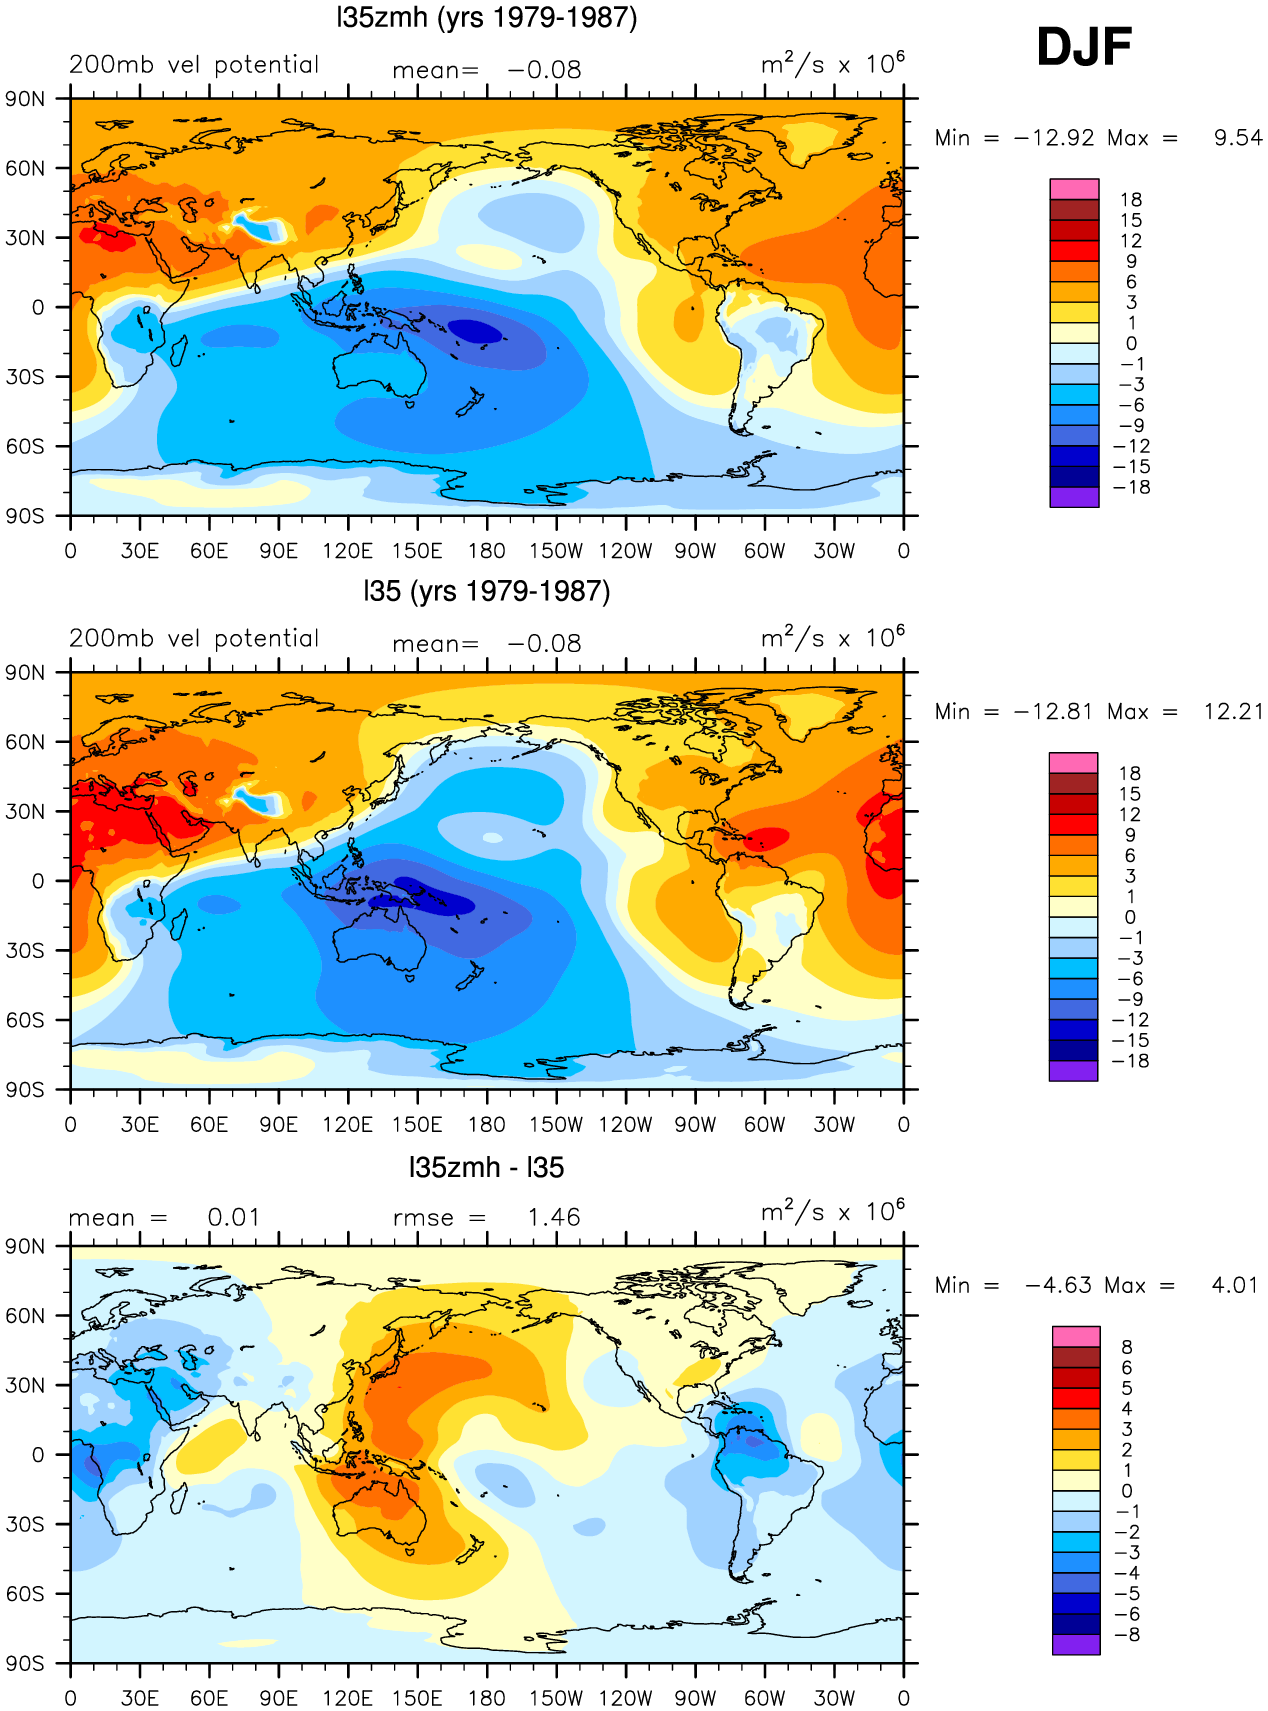 l35zmh (yrs 1979-1987)
DJF
200mb vel potential mean= −0.08 m²/s x 10⁶
Min = −12.92 Max = 9.54
90N
60N
30N
0
30S
60S
90S
0 30E 60E 90E 120E 150E 180 150W 120W 90W 60W 30W 0
18
15
12
9
6
3
1
0
−1
−3
−6
−9
−12
−15
−18
l35 (yrs 1979-1987)
200mb vel potential mean= −0.08 m²/s x 10⁶
Min = −12.81 Max = 12.21
90N
60N
30N
0
30S
60S
90S
0 30E 60E 90E 120E 150E 180 150W 120W 90W 60W 30W 0
18
15
12
9
6
3
1
0
−1
−3
−6
−9
−12
−15
−18
l35zmh - l35
mean = 0.01 rmse = 1.46 m²/s x 10⁶
Min = −4.63 Max = 4.01
90N
60N
30N
0
30S
60S
90S
0 30E 60E 90E 120E 150E 180 150W 120W 90W 60W 30W 0
8
6
5
4
3
2
1
0
−1
−2
−3
−4
−5
−6
−8